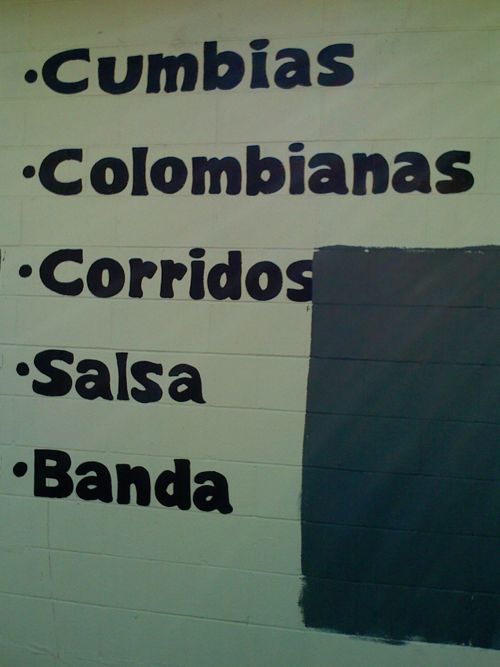 •Cumbias
•Colombianas
•Corridos
•Salsa
•Banda